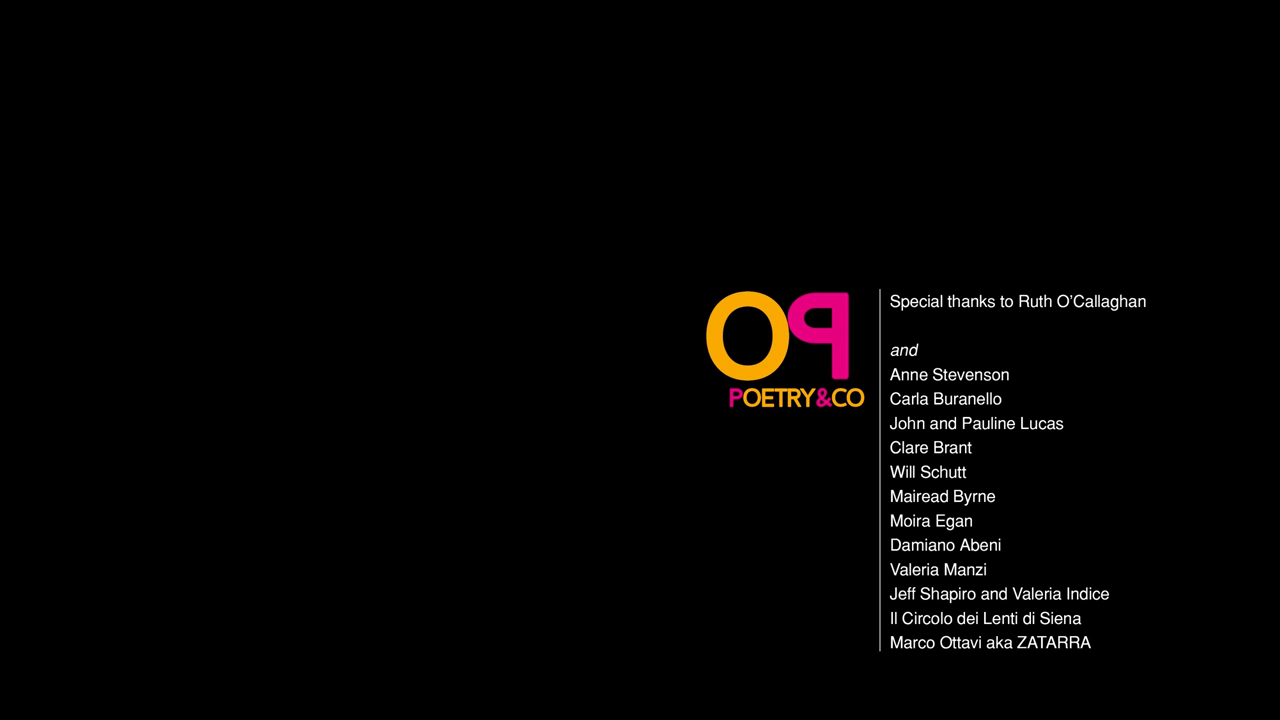 OP
POETRY&CO
Special thanks to Ruth O'Callaghan
and
Anne Stevenson
Carla Buranello
John and Pauline Lucas
Clare Brant
Will Schutt
Mairead Byrne
Moira Egan
Damiano Abeni
Valeria Manzi
Jeff Shapiro and Valeria Indice
Il Circolo dei Lenti di Siena
Marco Ottavi aka ZATARRA